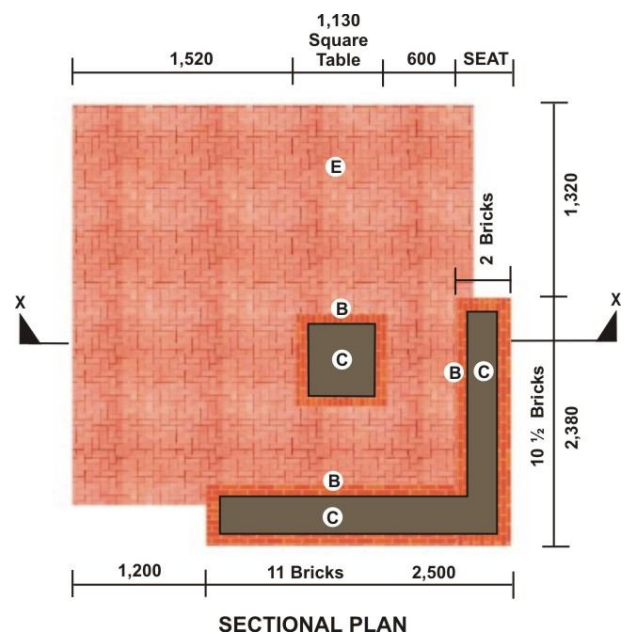 1,130
Square
Table
1,520
600
SEAT
E
1,320
2 Bricks
X
X
B
C
B
C
10 ½ Bricks
2,380
B
C
1,200
11 Bricks
2,500
SECTIONAL PLAN